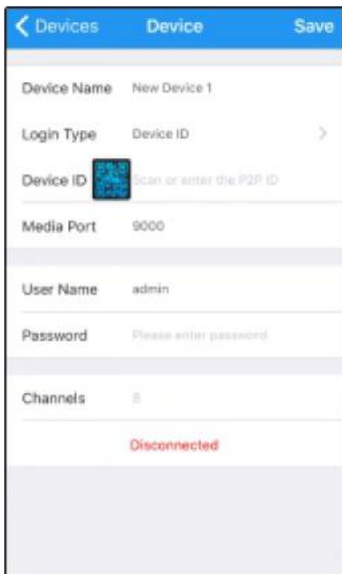 Devices Device Save
Device Name New Device 1
Login Type Device ID
Device ID Scan or enter the P2P ID
Media Port 9000
User Name admin
Password Please enter password
Channels 8
Disconnected